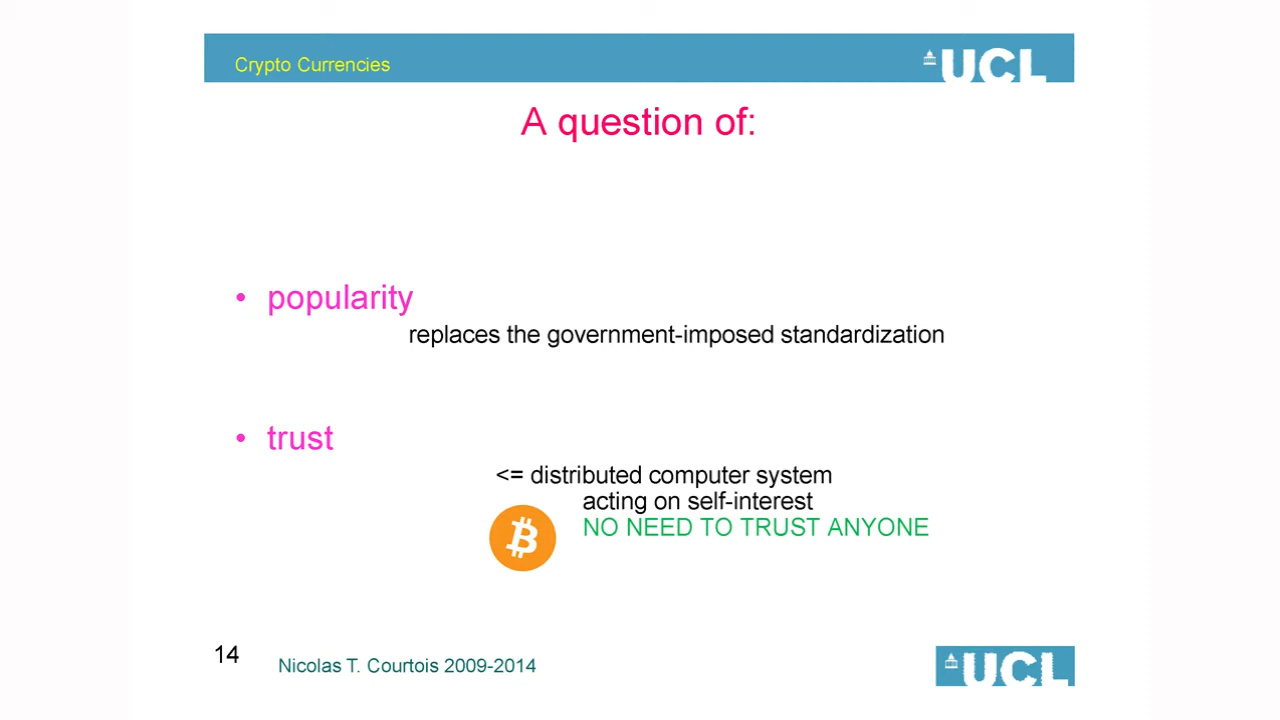 Crypto Currencies
UCL
A question of:
• popularity
replaces the government-imposed standardization
• trust
<= distributed computer system
acting on self-interest
NO NEED TO TRUST ANYONE
14
Nicolas T. Courtois 2009-2014
UCL